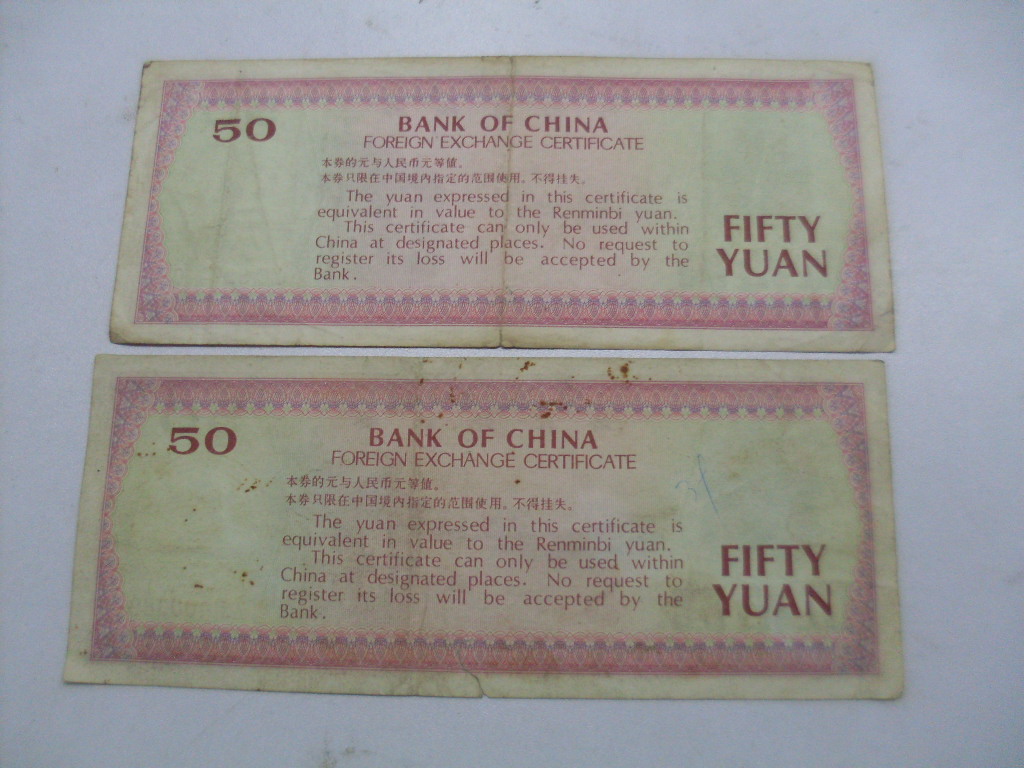 50
BANK OF CHINA
FOREIGN EXCHANGE CERTIFICATE
本券的元与人民币元等值。
本券只限在中国境内指定的范围使用。不得挂失。
The yuan expressed in this certificate is
equivalent in value to the Renminbi yuan.
This certificate can only be used within
China at designated places. No request to
register its loss will be accepted by the
Bank.
FIFTY
YUAN
50
BANK OF CHINA
FOREIGN EXCHANGE CERTIFICATE
本券的元与人民币元等值。
本券只限在中国境内指定的范围使用。不得挂失。
The yuan expressed in this certificate is
equivalent in value to the Renminbi yuan.
This certificate can only be used within
China at designated places. No request to
register its loss will be accepted by the
Bank.
FIFTY
YUAN